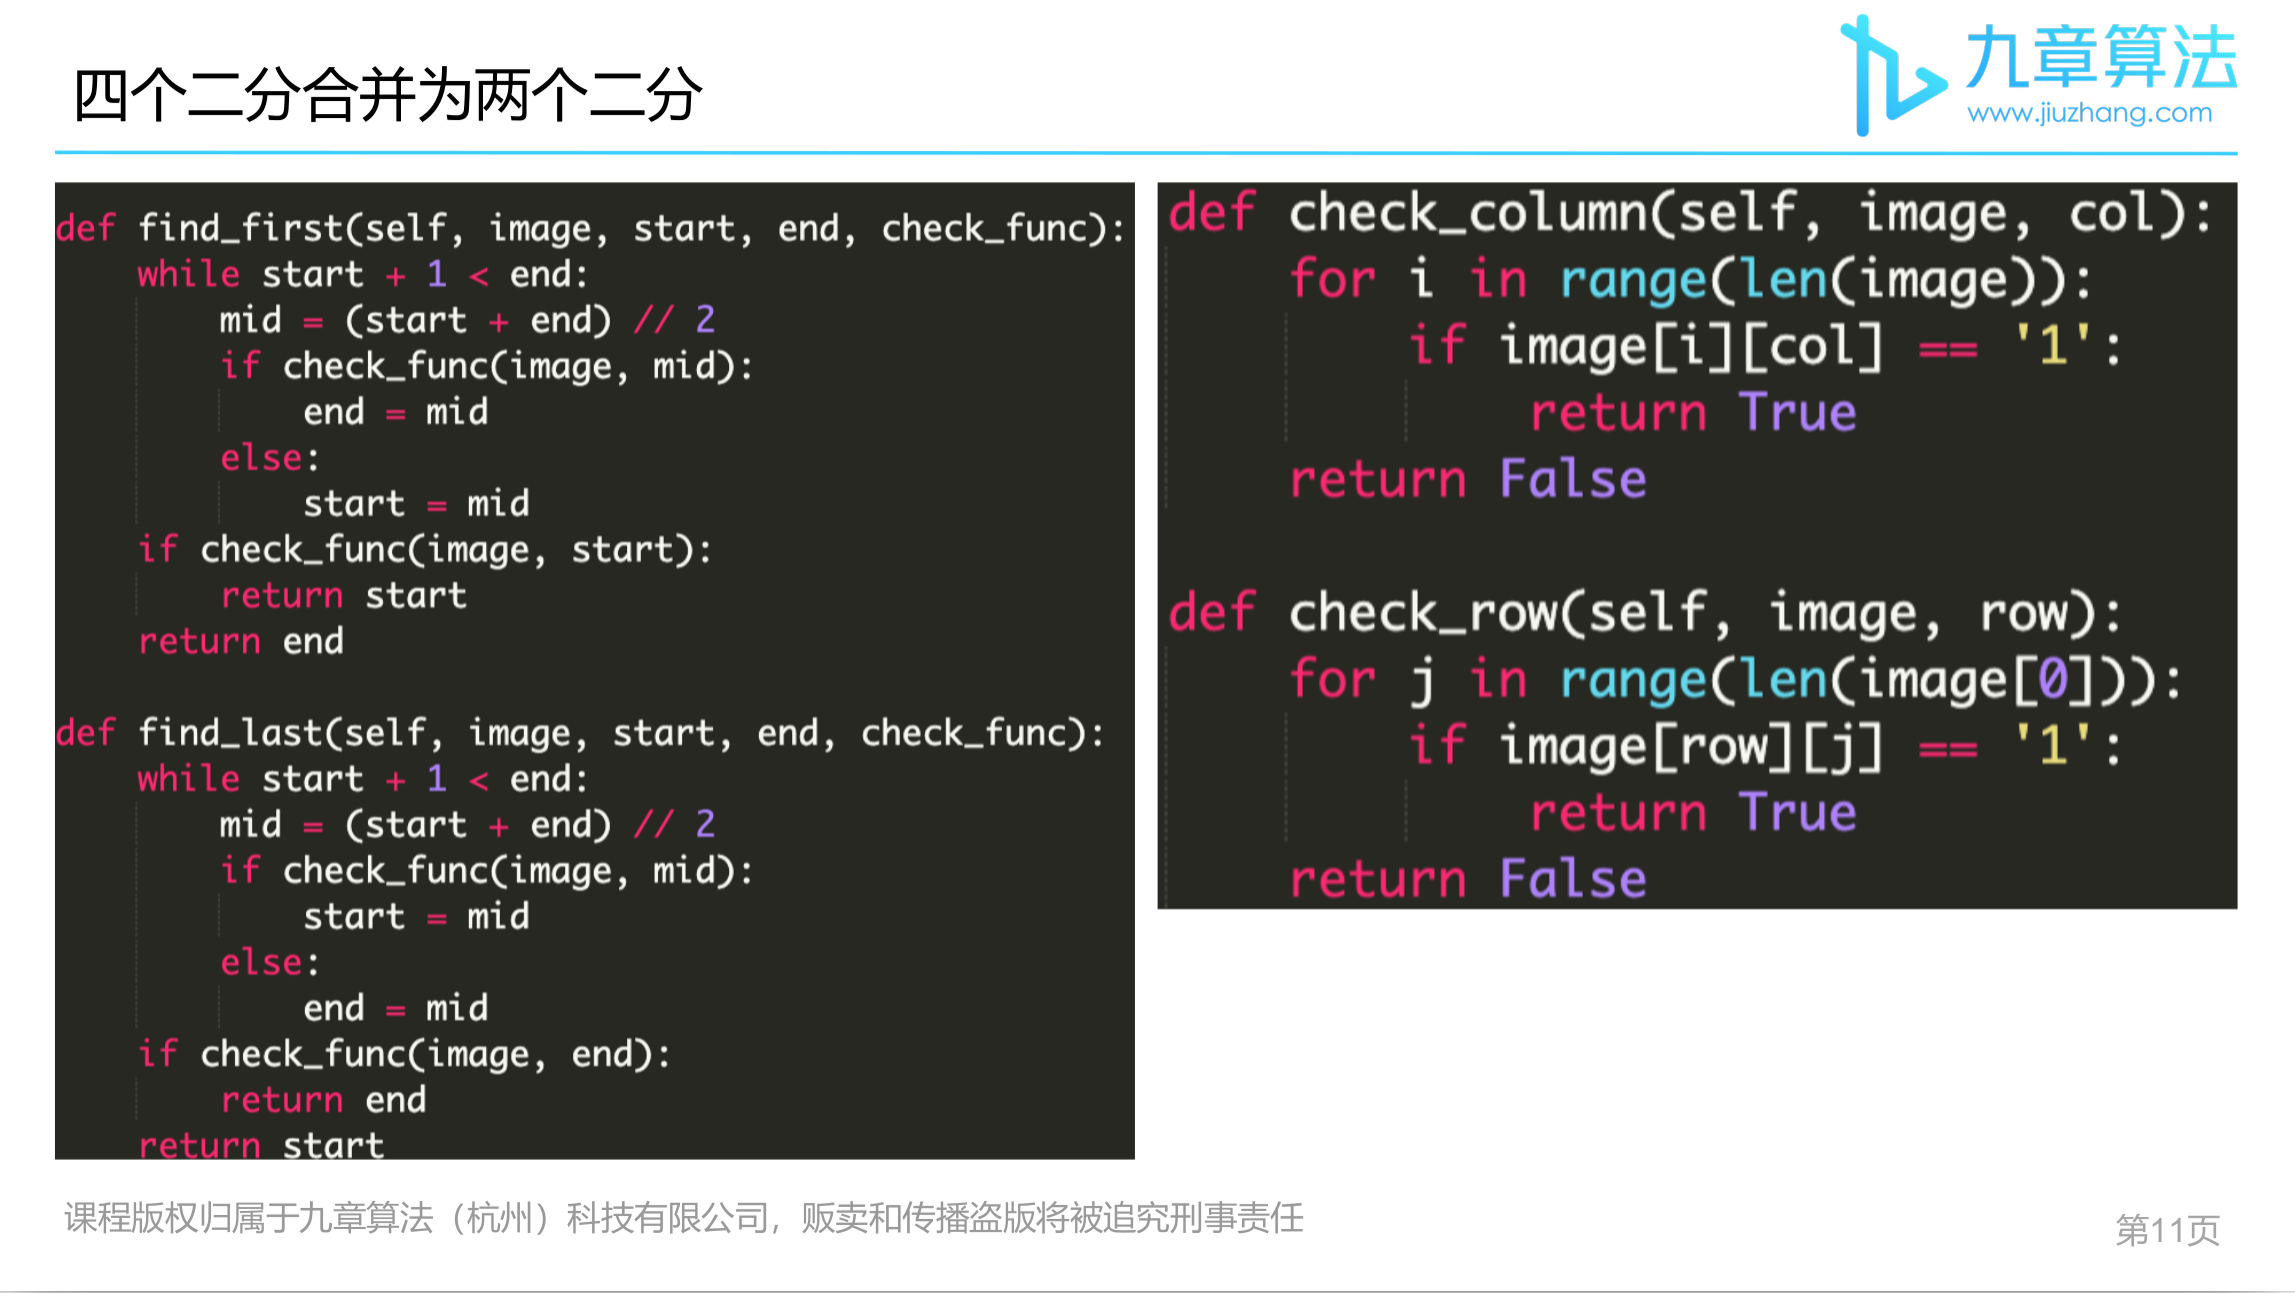 四个二分合并为两个二分
九章算法
www.jiuzhang.com
def find_first(self, image, start, end, check_func):
    while start + 1 < end:
        mid = (start + end) // 2
        if check_func(image, mid):
            end = mid
        else:
            start = mid
    if check_func(image, start):
        return start
    return end

def find_last(self, image, start, end, check_func):
    while start + 1 < end:
        mid = (start + end) // 2
        if check_func(image, mid):
            start = mid
        else:
            end = mid
    if check_func(image, end):
        return end
    return start
def check_column(self, image, col):
    for i in range(len(image)):
        if image[i][col] == '1':
            return True
    return False

def check_row(self, image, row):
    for j in range(len(image[0])):
        if image[row][j] == '1':
            return True
    return False
课程版权归属于九章算法（杭州）科技有限公司，贩卖和传播盗版将被追究刑事责任
第11页